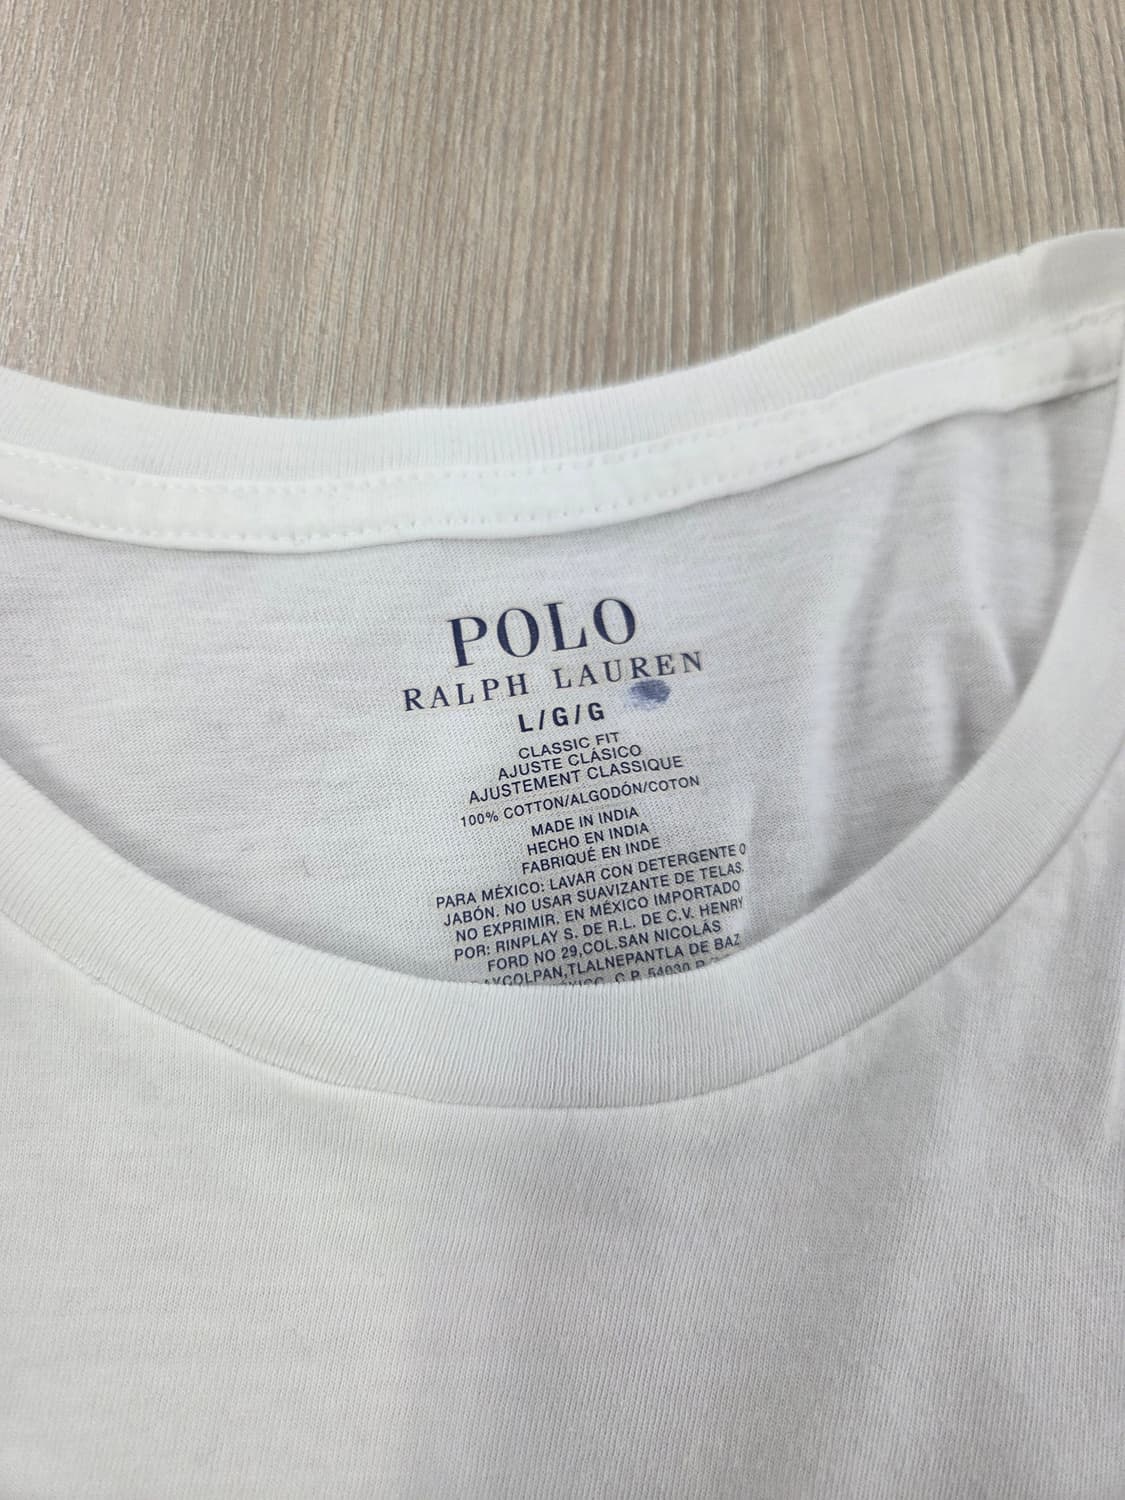 POLO
RALPH LAUREN
L/G/G
CLASSIC FIT
AJUSTE CLÁSICO
AJUSTEMENT CLASSIQUE
100% COTTON/ALGODÓN/COTON
MADE IN INDIA
HECHO EN INDIA
FABRIQUÉ EN INDE
PARA MÉXICO: LAVAR CON DETERGENTE O
JABÓN. NO USAR SUAVIZANTE DE TELAS.
NO EXPRIMIR. EN MÉXICO IMPORTADO
POR: RINPLAY S. DE R.L. DE C.V. HENRY
FORD NO 29,COL.SAN NICOLÁS
TLALNEPANTLA DE BAZ
C.P. 54030